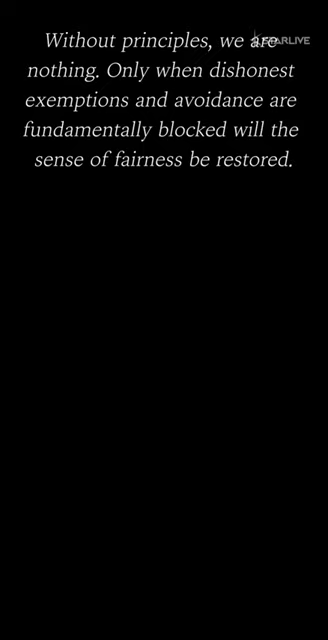 Without principles, we are
nothing. Only when dishonest
exemptions and avoidance are
fundamentally blocked will the
sense of fairness be restored.
STARLIVE